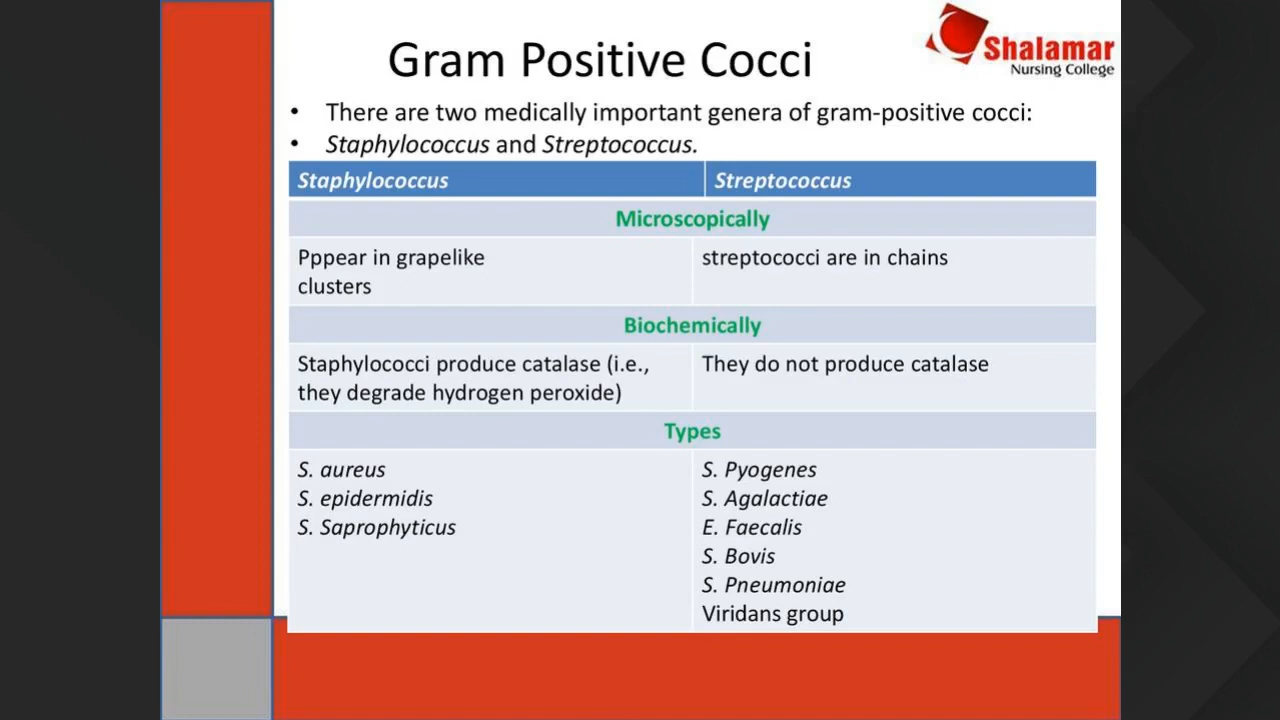 Gram Positive Cocci
Shalamar
Nursing College
• There are two medically important genera of gram-positive cocci:
• Staphylococcus and Streptococcus.
Staphylococcus
Streptococcus
Microscopically
Pppear in grapelike
clusters
streptococci are in chains
Biochemically
Staphylococci produce catalase (i.e.,
they degrade hydrogen peroxide)
They do not produce catalase
Types
S. aureus
S. epidermidis
S. Saprophyticus
S. Pyogenes
S. Agalactiae
E. Faecalis
S. Bovis
S. Pneumoniae
Viridans group